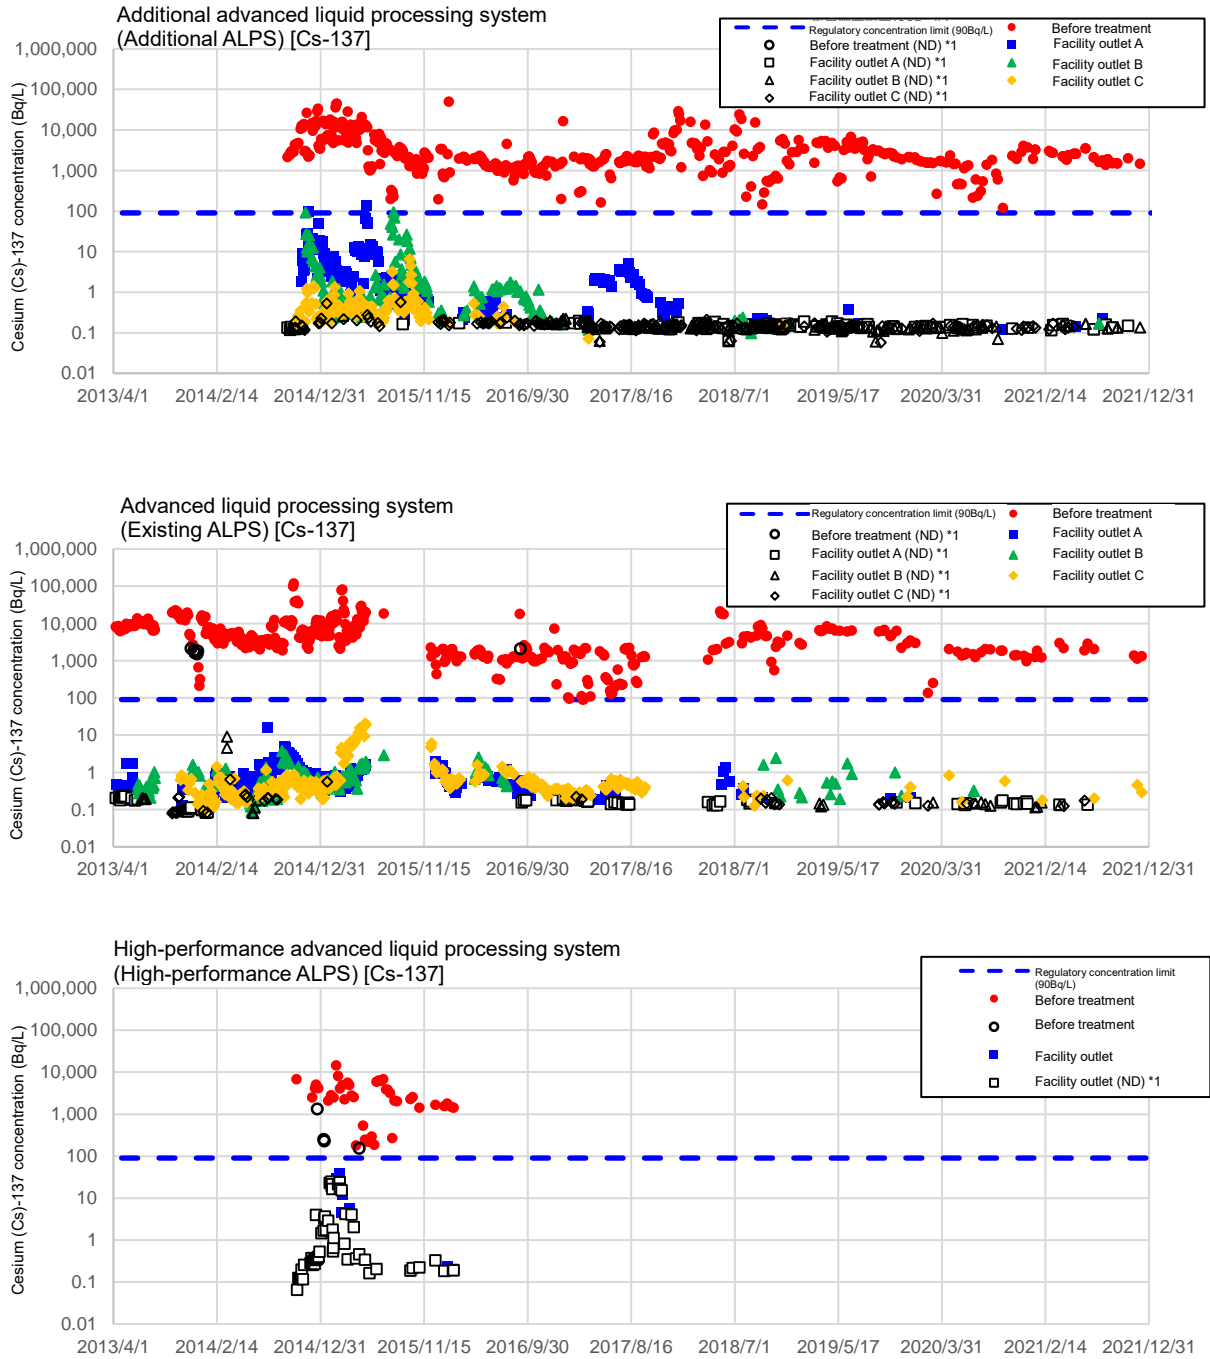 Additional advanced liquid processing system
(Additional ALPS) [Cs-137]
Regulatory concentration limit (90Bq/L)
Before treatment
Before treatment (ND) *1
Facility outlet A
Facility outlet A (ND) *1
Facility outlet B
Facility outlet B (ND) *1
Facility outlet C
Facility outlet C (ND) *1
Cesium (Cs)-137 concentration (Bq/L)
1,000,000
100,000
10,000
1,000
100
10
1
0.1
0.01
2013/4/1
2014/2/14
2014/12/31
2015/11/15
2016/9/30
2017/8/16
2018/7/1
2019/5/17
2020/3/31
2021/2/14
2021/12/31
Advanced liquid processing system
(Existing ALPS) [Cs-137]
Regulatory concentration limit (90Bq/L)
Before treatment
Before treatment (ND) *1
Facility outlet A
Facility outlet A (ND) *1
Facility outlet B
Facility outlet B (ND) *1
Facility outlet C
Facility outlet C (ND) *1
Cesium (Cs)-137 concentration (Bq/L)
1,000,000
100,000
10,000
1,000
100
10
1
0.1
0.01
2013/4/1
2014/2/14
2014/12/31
2015/11/15
2016/9/30
2017/8/16
2018/7/1
2019/5/17
2020/3/31
2021/2/14
2021/12/31
High-performance advanced liquid processing system
(High-performance ALPS) [Cs-137]
Regulatory concentration limit
(90Bq/L)
Before treatment
Before treatment
Facility outlet
Facility outlet (ND) *1
Cesium (Cs)-137 concentration (Bq/L)
1,000,000
100,000
10,000
1,000
100
10
1
0.1
0.01
2013/4/1
2014/2/14
2014/12/31
2015/11/15
2016/9/30
2017/8/16
2018/7/1
2019/5/17
2020/3/31
2021/2/14
2021/12/31